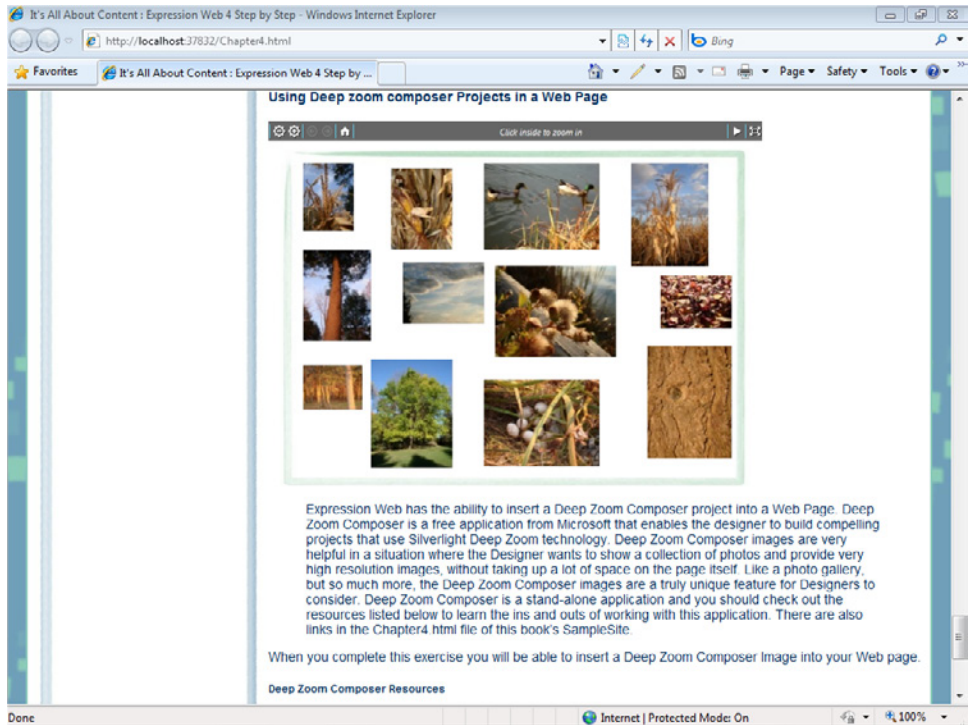 It's All About Content : Expression Web 4 Step by Step - Windows Internet Explorer
http://localhost:37832/Chapter4.html
Bing
Favorites
It's All About Content : Expression Web 4 Step by ...
Page
Safety
Tools
Using Deep zoom composer Projects in a Web Page
Click inside to zoom in
Expression Web has the ability to insert a Deep Zoom Composer project into a Web Page. Deep
Zoom Composer is a free application from Microsoft that enables the designer to build compelling
projects that use Silverlight Deep Zoom technology. Deep Zoom Composer images are very
helpful in a situation where the Designer wants to show a collection of photos and provide very
high resolution images, without taking up a lot of space on the page itself. Like a photo gallery,
but so much more, the Deep Zoom Composer images are a truly unique feature for Designers to
consider. Deep Zoom Composer is a stand-alone application and you should check out the
resources listed below to learn the ins and outs of working with this application. There are also
links in the Chapter4.html file of this book's SampleSite.
When you complete this exercise you will be able to insert a Deep Zoom Composer Image into your Web page.
Deep Zoom Composer Resources
Done
Internet | Protected Mode: On
100%